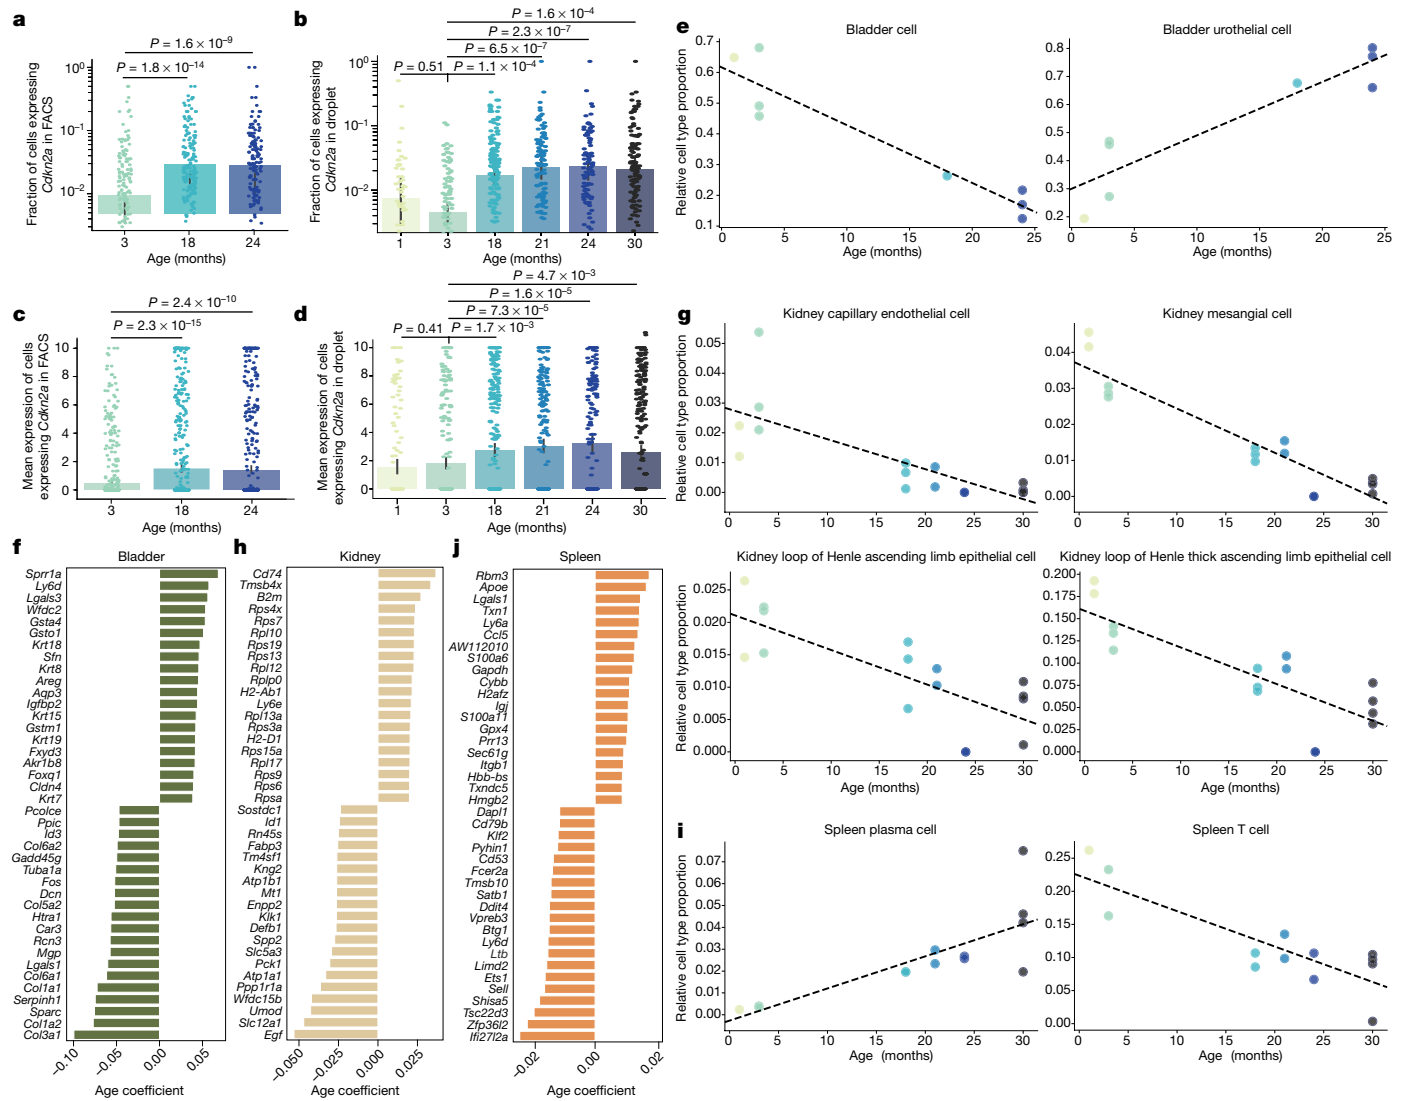 a
P = 1.6 × 10⁻⁹
P = 1.8 × 10⁻¹⁴
Fraction of cells expressing
Cdkn2a in FACS
10⁰
10⁻¹
10⁻²
3 18 24
Age (months)
b
P = 1.6 × 10⁻⁴
P = 2.3 × 10⁻⁷
P = 6.5 × 10⁻⁷
P = 0.51 P = 1.1 × 10⁻⁴
Fraction of cells expressing
Cdkn2a in droplet
10⁰
10⁻¹
10⁻²
1 3 18 21 24 30
Age (months)
c
P = 2.4 × 10⁻¹⁰
P = 2.3 × 10⁻¹⁵
Mean expression of cells
expressing Cdkn2a in FACS
10
8
6
4
2
0
3 18 24
Age (months)
d
P = 4.7 × 10⁻³
P = 1.6 × 10⁻⁵
P = 7.3 × 10⁻⁵
P = 0.41 P = 1.7 × 10⁻³
Mean expression of cells
expressing Cdkn2a in droplet
10
8
6
4
2
0
1 3 18 21 24 30
Age (months)
e
Bladder cell
Relative cell type proportion
0.7
0.6
0.5
0.4
0.3
0.2
0.1
0 5 10 15 20 25
Age (months)
Bladder urothelial cell
0.8
0.7
0.6
0.5
0.4
0.3
0.2
0 5 10 15 20 25
Age (months)
f
Bladder
Sprr1a
Ly6d
Lgals3
Wfdc2
Gsta4
Gsto1
Krt18
Sfn
Krt8
Areg
Aqp3
Igfbp2
Krt15
Gstm1
Krt19
Fxyd3
Akr1b8
Foxq1
Cldn4
Krt7
Pcolce
Ppic
Id3
Col6a2
Gadd45g
Tuba1a
Fos
Dcn
Col5a2
Htra1
Car3
Rcn3
Mgp
Lgals1
Col6a1
Col1a1
Serpinh1
Sparc
Col1a2
Col3a1
−0.10 −0.05 0.00 0.05
Age coefficient
h
Kidney
Cd74
Tmsb4x
B2m
Rps4x
Rps7
Rpl10
Rps19
Rps13
Rpl12
Rplp0
H2-Ab1
Ly6e
Rpl13a
Rps3a
H2-D1
Rps15a
Rpl17
Rps9
Rps6
Rpsa
Sostdc1
Id1
Rn45s
Fabp3
Tm4sf1
Kng2
Atp1b1
Mt1
Enpp2
Klk1
Defb1
Spp2
Slc5a3
Pck1
Atp1a1
Ppp1r1a
Wfdc15b
Umod
Slc12a1
Egf
−0.050 −0.025 0.000 0.025
Age coefficient
j
Spleen
Rbm3
Apoe
Lgals1
Txn1
Ly6a
Ccl5
AW112010
S100a6
Gapdh
Cybb
H2afz
Igj
S100a11
Gpx4
Prr13
Sec61g
Itgb1
Hbb-bs
Txndc5
Hmgb2
Dapl1
Cd79b
Klf2
Pyhin1
Cd53
Fcer2a
Tmsb10
Satb1
Ddit4
Vpreb3
Btg1
Ly6d
Ltb
Limd2
Ets1
Sell
Shisa5
Tsc22d3
Zfp36l2
Ifi27l2a
−0.02 0.00 0.02
Age coefficient
g
Kidney capillary endothelial cell
Relative cell type proportion
0.05
0.04
0.03
0.02
0.01
0.00
0 5 10 15 20 25 30
Kidney mesangial cell
0.04
0.03
0.02
0.01
0.00
0 5 10 15 20 25 30
Kidney loop of Henle ascending limb epithelial cell
Relative cell type proportion
0.025
0.020
0.015
0.010
0.005
0.000
0 5 10 15 20 25 30
Age (months)
Kidney loop of Henle thick ascending limb epithelial cell
0.200
0.175
0.150
0.125
0.100
0.075
0.050
0.025
0.000
0 5 10 15 20 25 30
Age (months)
i
Spleen plasma cell
Relative cell type proportion
0.07
0.06
0.05
0.04
0.03
0.02
0.01
0.00
0 5 10 15 20 25 30
Age (months)
Spleen T cell
0.25
0.20
0.15
0.10
0.05
0.00
0 5 10 15 20 25 30
Age (months)